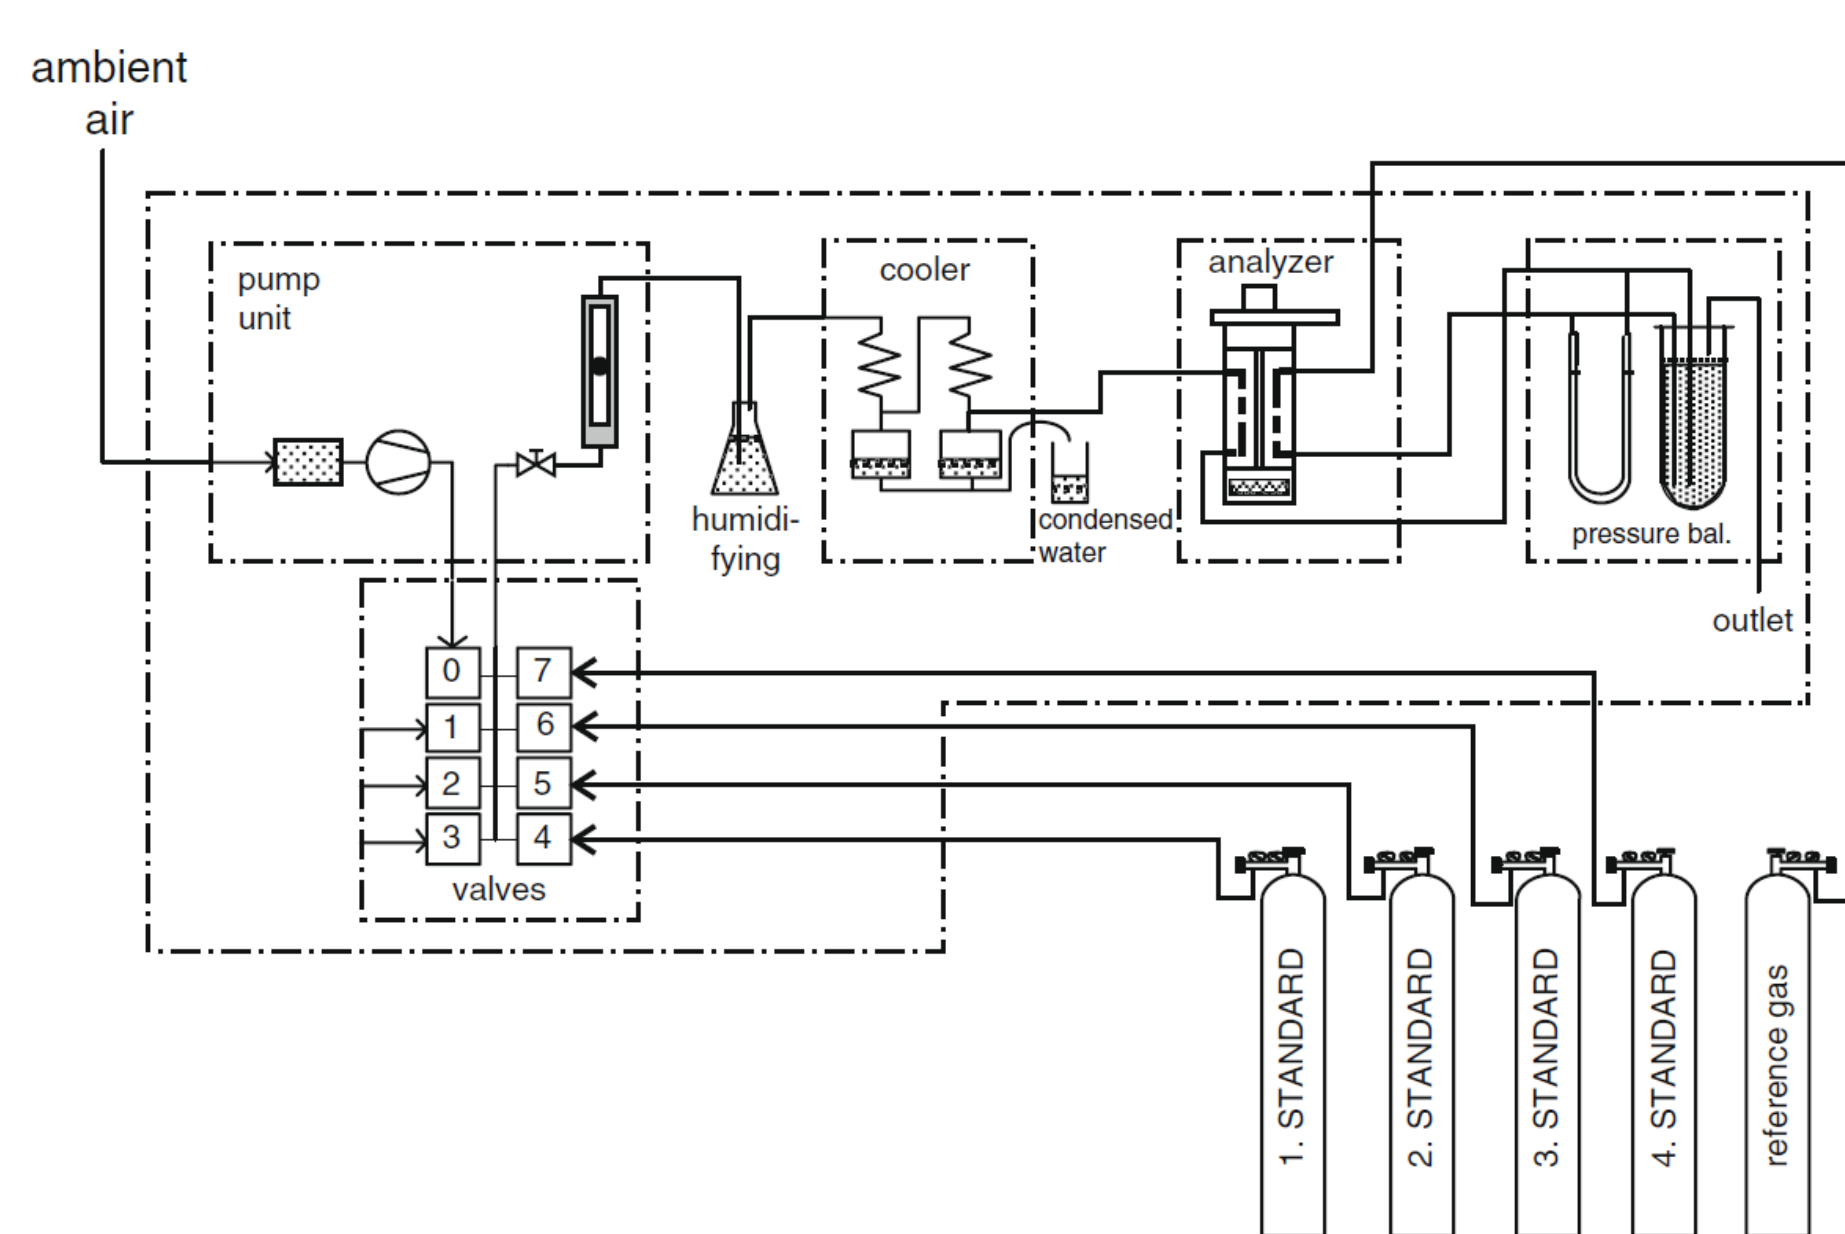 ambient
air
pump
unit
cooler
analyzer
humidi-
fying
condensed
water
pressure bal.
outlet
0
7
1
6
2
5
3
4
valves
1. STANDARD
2. STANDARD
3. STANDARD
4. STANDARD
reference gas